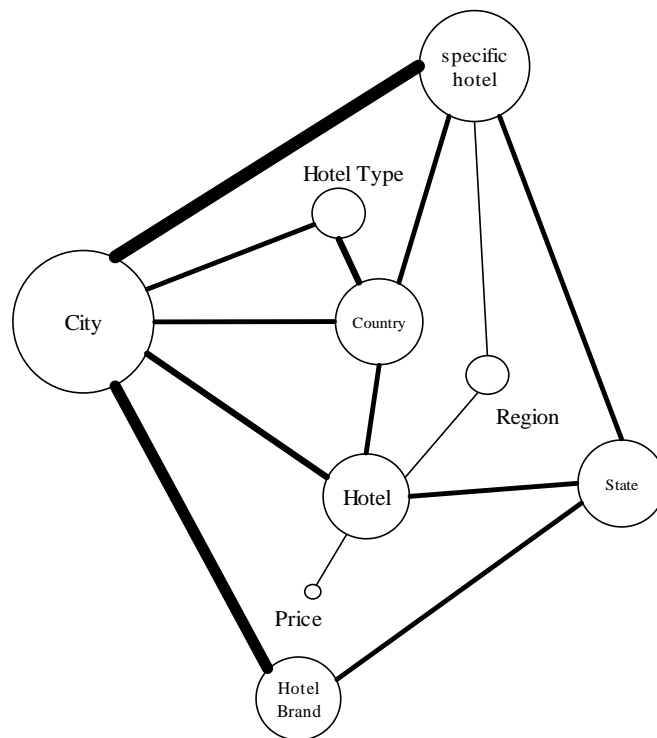 specific
hotel
Hotel Type
City
Country
Region
Hotel
State
Price
Hotel
Brand